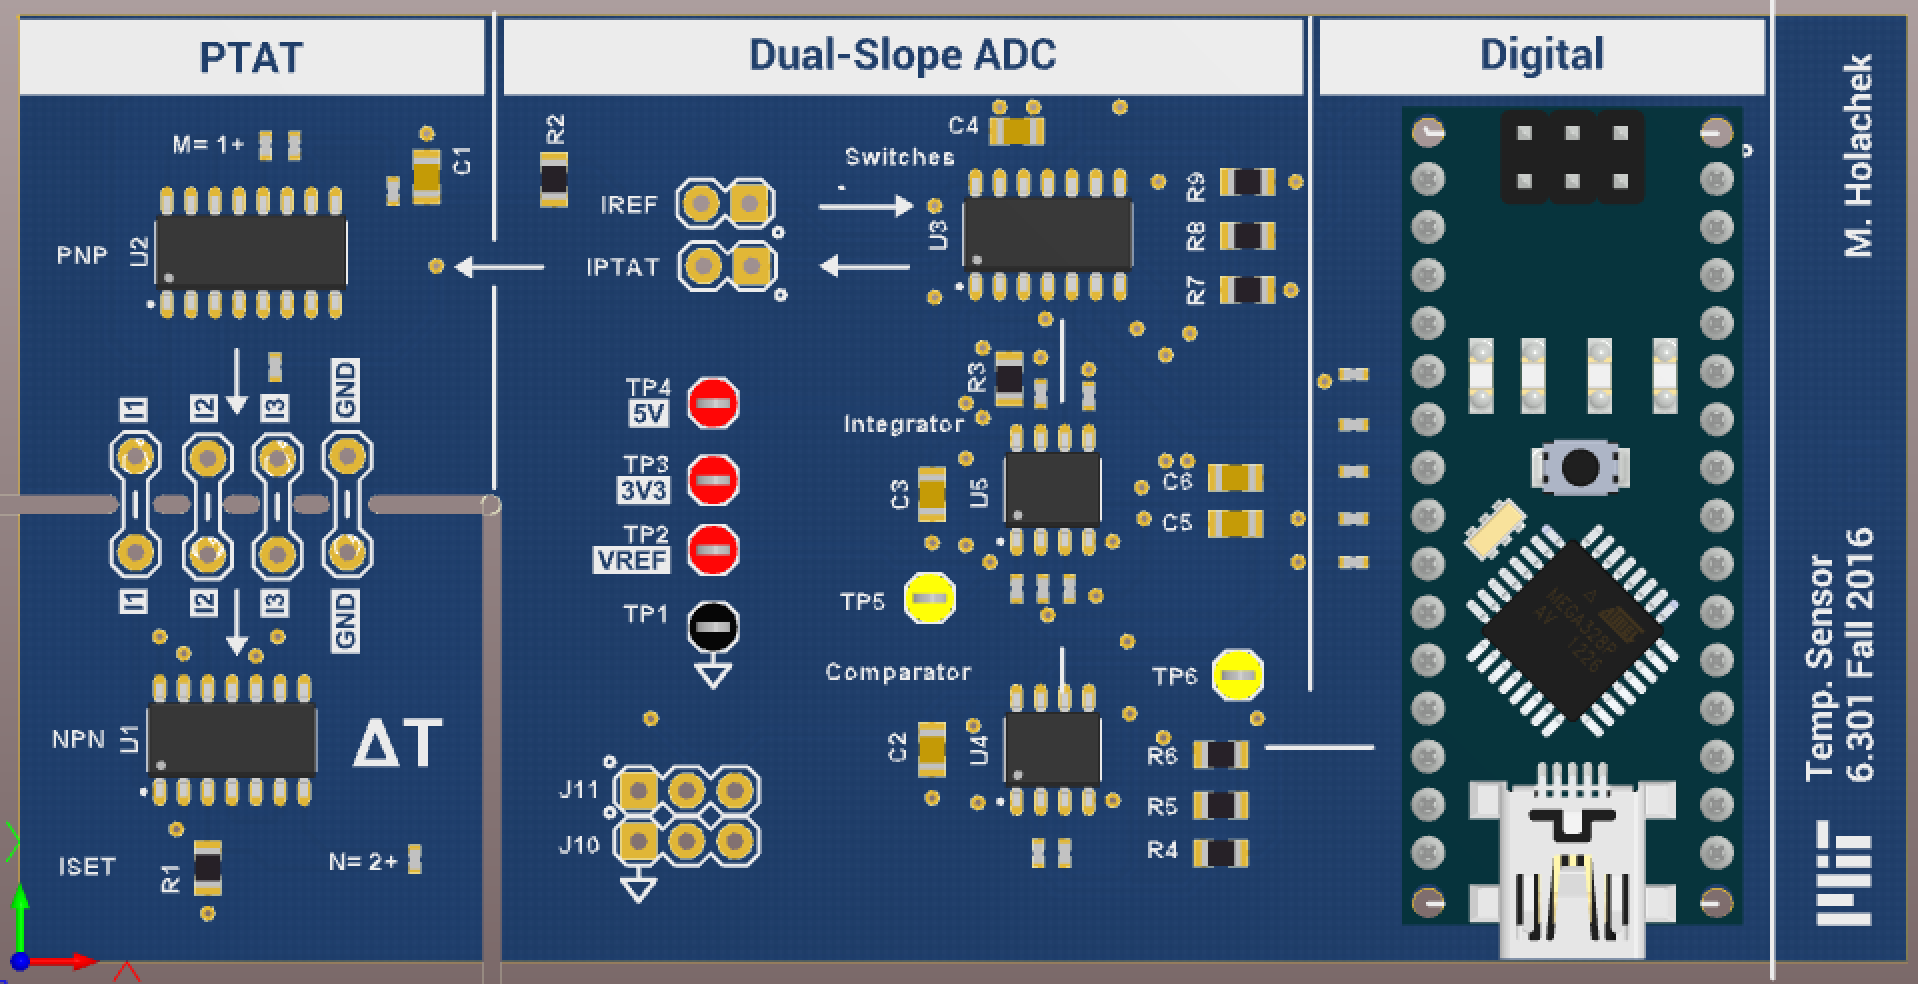 PTAT
Dual-Slope ADC
Digital
M= 1+
C1
PNP
U2
I1
I2
I3
GND
I1
I2
I3
GND
NPN
U1
ΔT
ISET
R1
N= 2+
R2
IREF
IPTAT
Switches
C4
U3
R9
R8
R7
TP4
5V
TP3
3V3
TP2
VREF
TP1
R3
Integrator
C3
U5
C6
C5
TP5
Comparator
TP6
C2
U4
R6
R5
R4
J11
J10
MEGA328P
AV
1226
M. Holachek
Temp. Sensor
6.301 Fall 2016
MIT